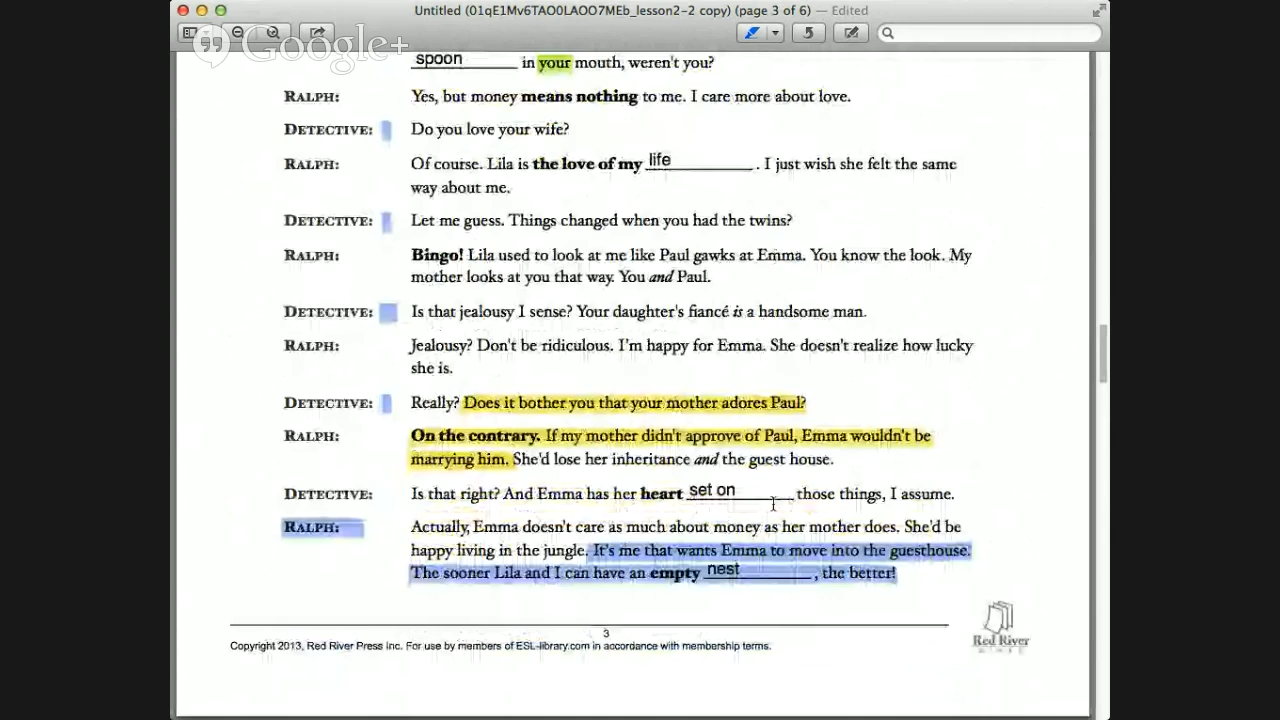 Untitled (01qE1Mv6TAO0LAOO7MEb_lesson2-2 copy) (page 3 of 6) — Edited
Google+
spoon in your mouth, weren't you?
RALPH: Yes, but money means nothing to me. I care more about love.
DETECTIVE: Do you love your wife?
RALPH: Of course. Lila is the love of my life. I just wish she felt the same
way about me.
DETECTIVE: Let me guess. Things changed when you had the twins?
RALPH: Bingo! Lila used to look at me like Paul gawks at Emma. You know the look. My
mother looks at you that way. You and Paul.
DETECTIVE: Is that jealousy I sense? Your daughter's fiancé is a handsome man.
RALPH: Jealousy? Don't be ridiculous. I'm happy for Emma. She doesn't realize how lucky
she is.
DETECTIVE: Really? Does it bother you that your mother adores Paul?
RALPH: On the contrary. If my mother didn't approve of Paul, Emma wouldn't be
marrying him. She'd lose her inheritance and the guest house.
DETECTIVE: Is that right? And Emma has her heart set on those things, I assume.
RALPH: Actually, Emma doesn't care as much about money as her mother does. She'd be
happy living in the jungle. It's me that wants Emma to move into the guesthouse.
The sooner Lila and I can have an empty nest, the better!
3
Copyright 2013, Red River Press Inc. For use by members of ESL-library.com in accordance with membership terms.
Red River